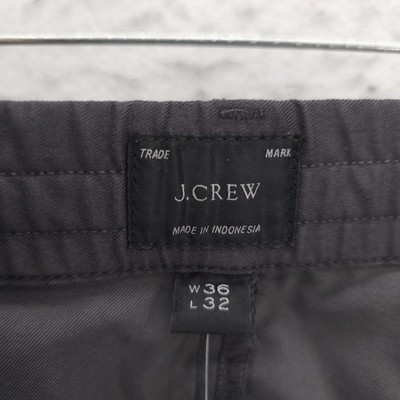 TRADE MARK
J.CREW
MADE IN INDONESIA
W36
L32